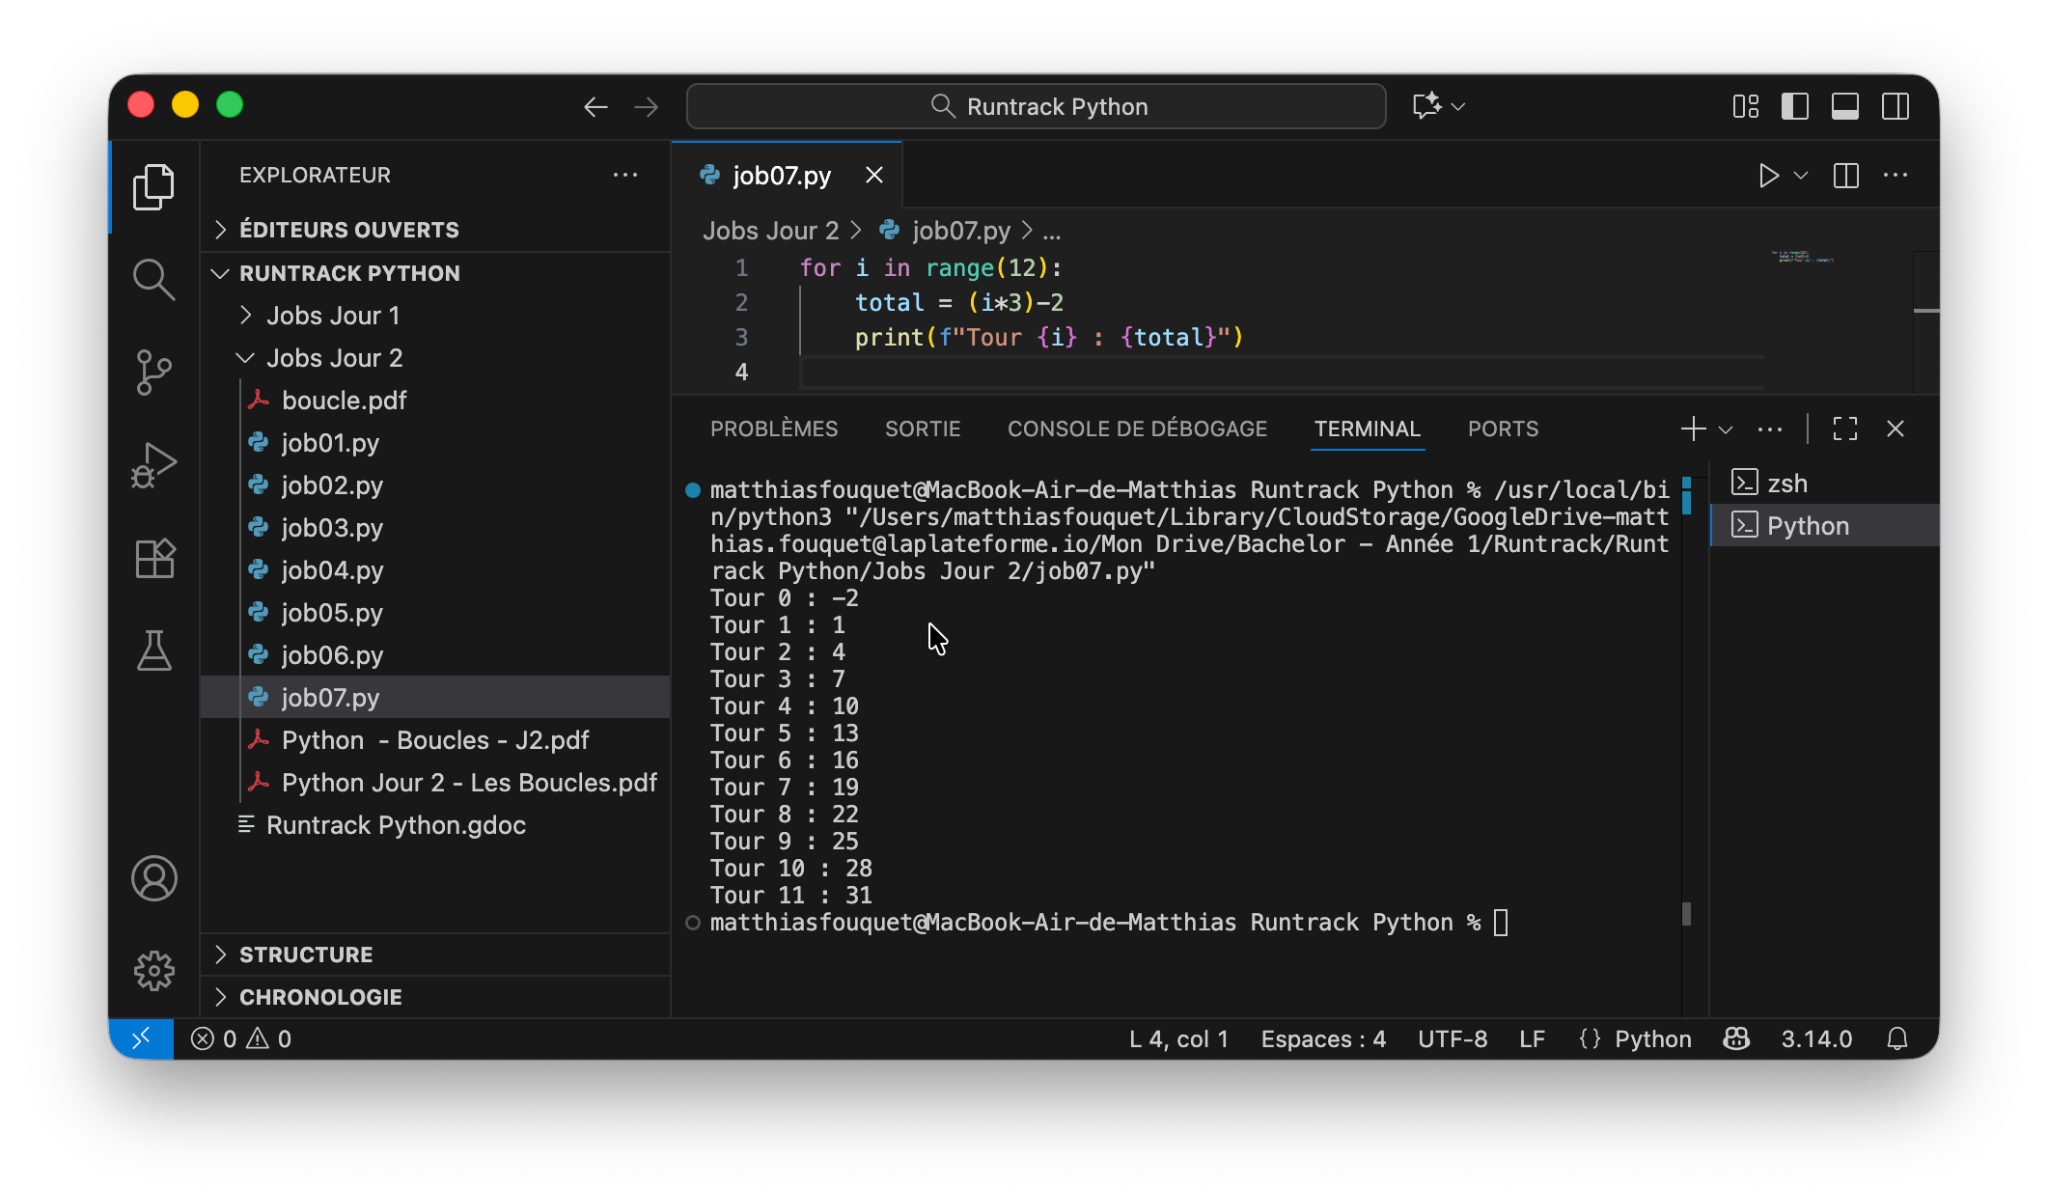 Runtrack Python
EXPLORATEUR
ÉDITEURS OUVERTS
RUNTRACK PYTHON
Jobs Jour 1
Jobs Jour 2
boucle.pdf
job01.py
job02.py
job03.py
job04.py
job05.py
job06.py
job07.py
Python - Boucles - J2.pdf
Python Jour 2 - Les Boucles.pdf
Runtrack Python.gdoc
STRUCTURE
CHRONOLOGIE
job07.py
Jobs Jour 2 > job07.py > ...
1 for i in range(12):
2 total = (i*3)-2
3 print(f"Tour {i} : {total}")
4
PROBLÈMES SORTIE CONSOLE DE DÉBOGAGE TERMINAL PORTS
matthiasfouquet@MacBook-Air-de-Matthias Runtrack Python % /usr/local/bi
n/python3 "/Users/matthiasfouquet/Library/CloudStorage/GoogleDrive-matt
hias.fouquet@laplateforme.io/Mon Drive/Bachelor - Année 1/Runtrack/Runt
rack Python/Jobs Jour 2/job07.py"
Tour 0 : -2
Tour 1 : 1
Tour 2 : 4
Tour 3 : 7
Tour 4 : 10
Tour 5 : 13
Tour 6 : 16
Tour 7 : 19
Tour 8 : 22
Tour 9 : 25
Tour 10 : 28
Tour 11 : 31
matthiasfouquet@MacBook-Air-de-Matthias Runtrack Python %
zsh
Python
0 0 L 4, col 1 Espaces : 4 UTF-8 LF {} Python 3.14.0